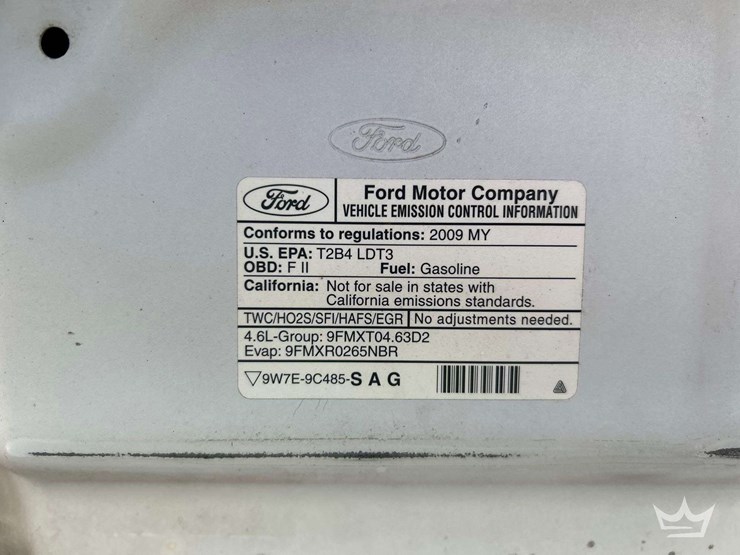 Ford
Ford
Ford Motor Company
VEHICLE EMISSION CONTROL INFORMATION
Conforms to regulations: 2009 MY
U.S. EPA: T2B4 LDT3
OBD: F II Fuel: Gasoline
California: Not for sale in states with
California emissions standards.
TWC/HO2S/SFI/HAFS/EGR No adjustments needed.
4.6L-Group: 9FMXT04.63D2
Evap: 9FMXR0265NBR
▽9W7E-9C485-S A G